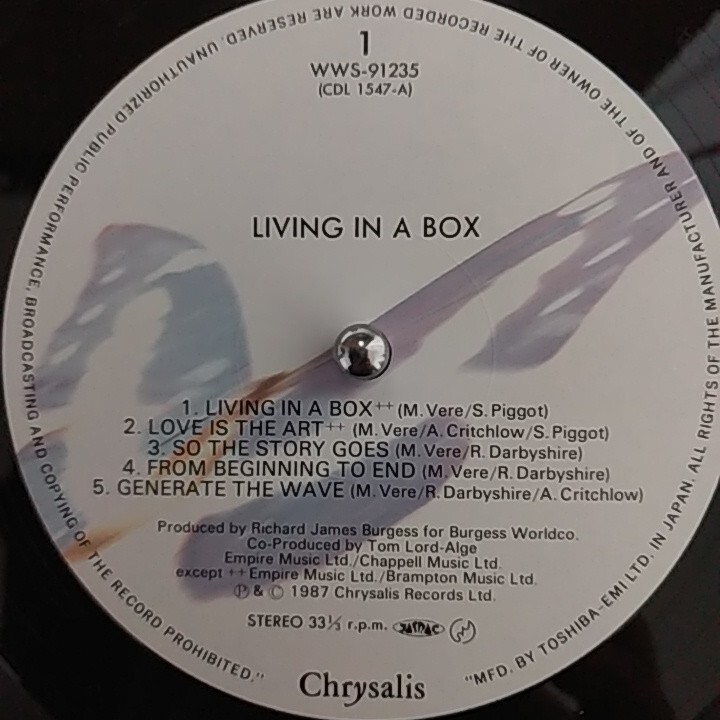 1
WWS-91235
(CDL 1547-A)
LIVING IN A BOX
1. LIVING IN A BOX++ (M. Vere/S. Piggot)
2. LOVE IS THE ART++ (M. Vere/A. Critchlow/S. Piggot)
3. SO THE STORY GOES (M. Vere/R. Darbyshire)
4. FROM BEGINNING TO END (M. Vere/R. Darbyshire)
5. GENERATE THE WAVE (M. Vere/R. Darbyshire/A. Critchlow)
Produced by Richard James Burgess for Burgess Worldco.
Co-Produced by Tom Lord-Alge
Empire Music Ltd./Chappell Music Ltd.
except ++ Empire Music Ltd./Brampton Music Ltd.
Ⓟ & © 1987 Chrysalis Records Ltd.
STEREO 33⅓ r.p.m. JASRAC
Chrysalis
"MFD. BY TOSHIBA-EMI LTD. IN JAPAN. ALL RIGHTS OF THE MANUFACTURER AND OF THE OWNER OF THE RECORDED WORK ARE RESERVED. UNAUTHORIZED PUBLIC PERFORMANCE, BROADCASTING AND COPYING OF THE RECORD PROHIBITED."